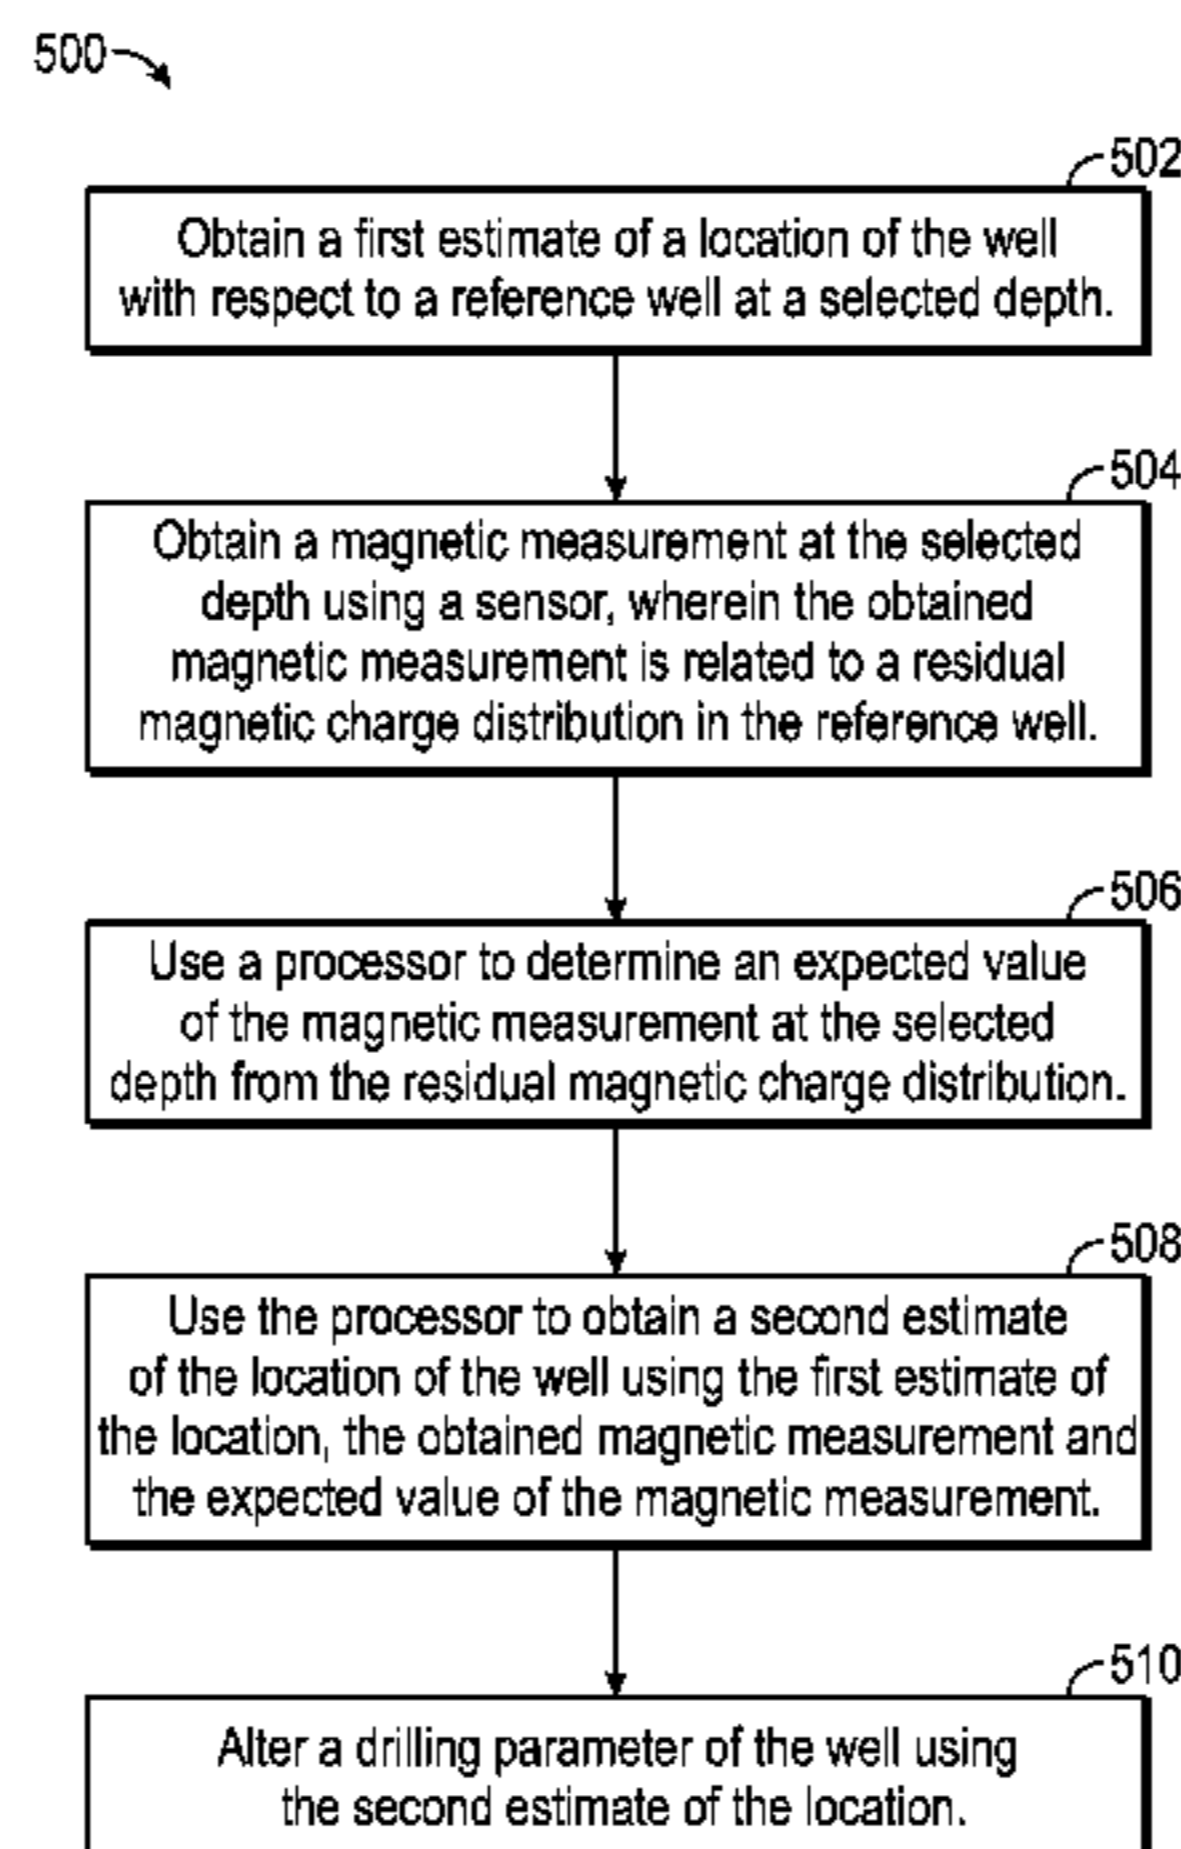 500
502
Obtain a first estimate of a location of the well
with respect to a reference well at a selected depth.
504
Obtain a magnetic measurement at the selected
depth using a sensor, wherein the obtained
magnetic measurement is related to a residual
magnetic charge distribution in the reference well.
506
Use a processor to determine an expected value
of the magnetic measurement at the selected
depth from the residual magnetic charge distribution.
508
Use the processor to obtain a second estimate
of the location of the well using the first estimate of
the location, the obtained magnetic measurement and
the expected value of the magnetic measurement.
510
Alter a drilling parameter of the well using
the second estimate of the location.